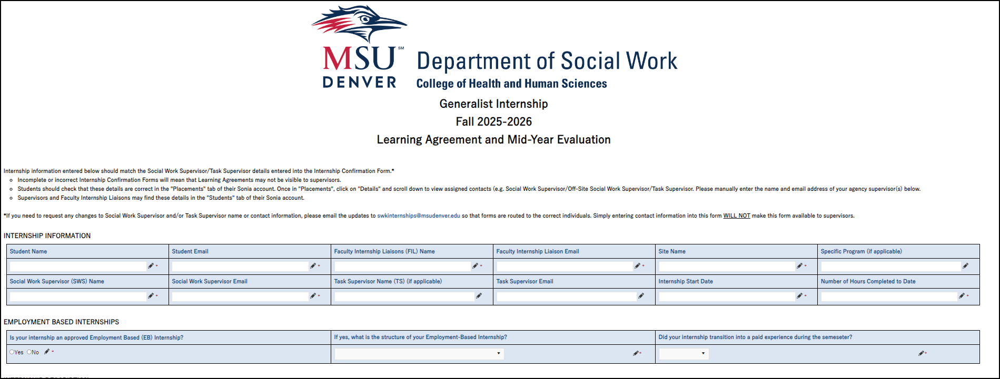 MSU SM
DENVER
Department of Social Work
College of Health and Human Sciences
Generalist Internship
Fall 2025-2026
Learning Agreement and Mid-Year Evaluation
Internship information entered below should match the Social Work Supervisor/Task Supervisor details entered into the Internship Confirmation Form.*
Incomplete or incorrect Internship Confirmation Forms will mean that Learning Agreements may not be visible to supervisors.
Students should check that these details are correct in the "Placements" tab of their Sonia account. Once in "Placements", click on "Details" and scroll down to view assigned contacts (e.g. Social Work Supervisor/Off-Site Social Work Supervisor/Task Supervisor. Please manually enter the name and email address of your agency supervisor(s) below.
Supervisors and Faculty Internship Liaisons may find these details in the "Students" tab of their Sonia account.
*If you need to request any changes to Social Work Supervisor and/or Task Supervisor name or contact information, please email the updates to swkinternships@msudenver.edu so that forms are routed to the correct individuals. Simply entering contact information into this form WILL NOT make this form available to supervisors.
INTERNSHIP INFORMATION
Student Name
Student Email
Faculty Internship Liaisons (FIL) Name
Faculty Internship Liaison Email
Site Name
Specific Program (if applicable)
Social Work Supervisor (SWS) Name
Social Work Supervisor Email
Task Supervisor Name (TS) (if applicable)
Task Supervisor Email
Internship Start Date
Number of Hours Completed to Date
EMPLOYMENT BASED INTERNSHIPS
Is your internship an approved Employment Based (EB) Internship?
If yes, what is the structure of your Employment-Based Internship?
Did your internship transition into a paid experience during the semeseter?
Yes No